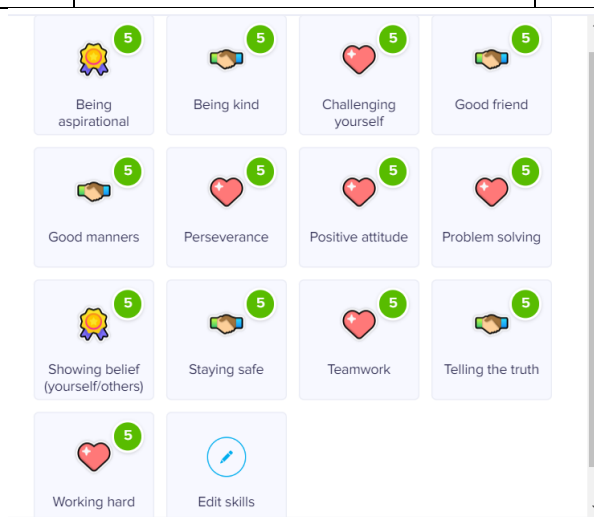 5 5 5 5
Being
aspirational
Being kind
Challenging
yourself
Good friend
5 5 5 5
Good manners
Perseverance
Positive attitude
Problem solving
5 5 5 5
Showing belief
(yourself/others)
Staying safe
Teamwork
Telling the truth
5
Working hard
Edit skills